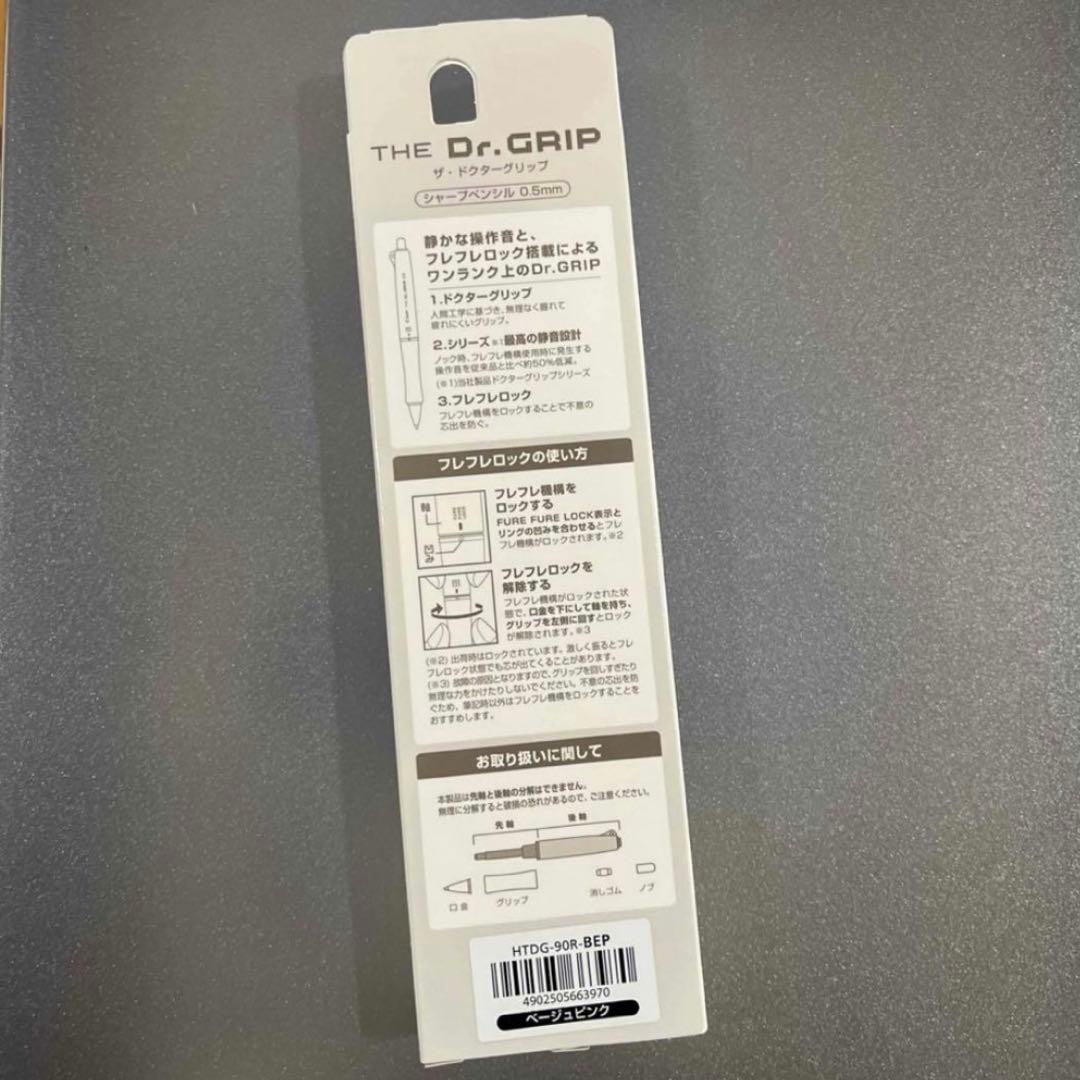 THE Dr.GRIP
ザ・ドクターグリップ
シャープペンシル 0.5mm
静かな操作音と、
フレフレロック搭載による
ワンランク上のDr.GRIP
1.ドクターグリップ
人間工学に基づき、無理なく握れて
疲れにくいグリップ。
2.シリーズ※1最高の静音設計
ノック時、フレフレ機構使用時に発生する
操作音を従来品と比べ約50%低減。
(※1)当社製品ドクターグリップシリーズ
3.フレフレロック
フレフレ機構をロックすることで不意の
芯出を防ぐ。
フレフレロックの使い方
軸
凹み
フレフレ機構を
ロックする
FURE FURE LOCK表示と
リングの凹みを合わせるとフレ
フレ機構がロックされます。※2
フレフレロックを
解除する
フレフレ機構がロックされた状
態で、口金を下にして軸を持ち、
グリップを左側に回すとロック
が解除されます。※3
(※2) 出荷時はロックされています。激しく振るとフレ
フレロック状態でも芯が出てくることがあります。
(※3) 故障の原因となりますので、グリップを回しすぎたり
無理な力をかけたりしないでください。不意の芯出を防
ぐため、筆記時以外はフレフレ機構をロックすることを
おすすめします。
お取り扱いに関して
本製品は先軸と後軸の分解はできません。
無理に分解すると破損の恐れがあるので、ご注意ください。
先軸 後軸
口金 グリップ 消しゴム ノブ
HTDG-90R-BEP
4902505663970
ベージュピンク